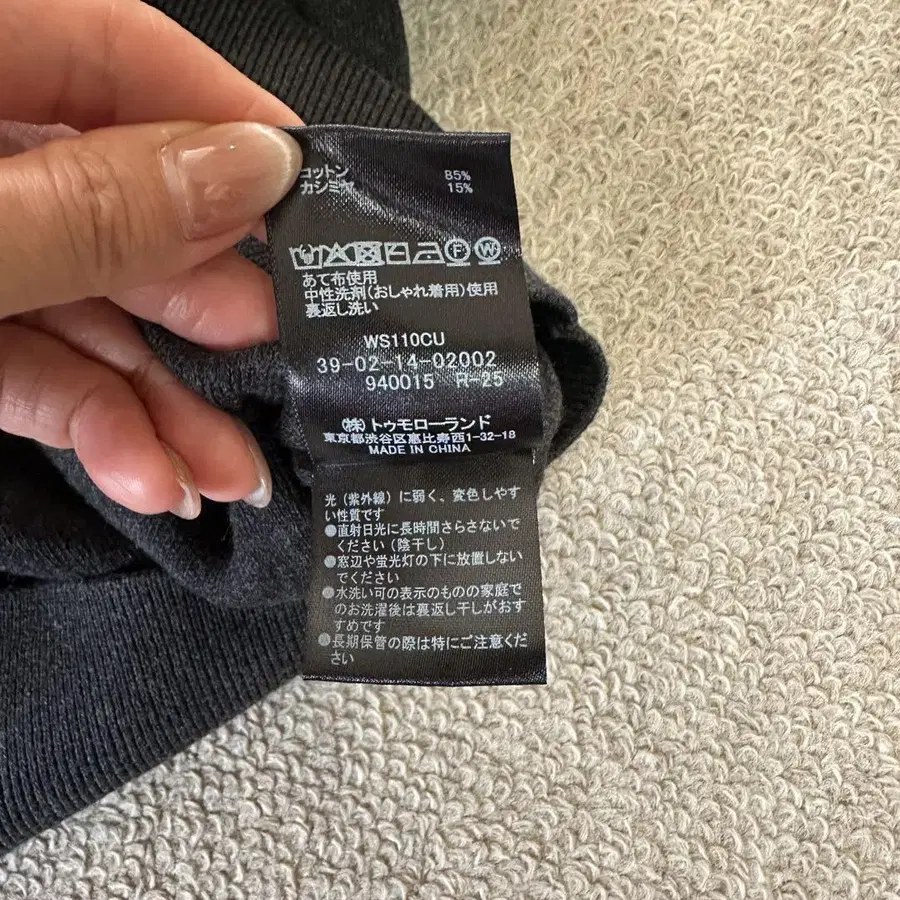 コットン 85%
カシミヤ 15%
F W
あて布使用
中性洗剤(おしゃれ着用)使用
裏返し洗い
WS110CU
39-02-14-02002
940015 R-25
(株)トゥモローランド
東京都渋谷区恵比寿西1-32-18
MADE IN CHINA
光(紫外線)に弱く、変色しやす
い性質です
●直射日光に長時間さらさないで
ください(陰干し)
●窓辺や蛍光灯の下に放置しない
でください
●水洗い可の表示のものの家庭で
のお洗濯後は裏返し干しがおす
すめです
●長期保管の際は特にご注意くだ
さい